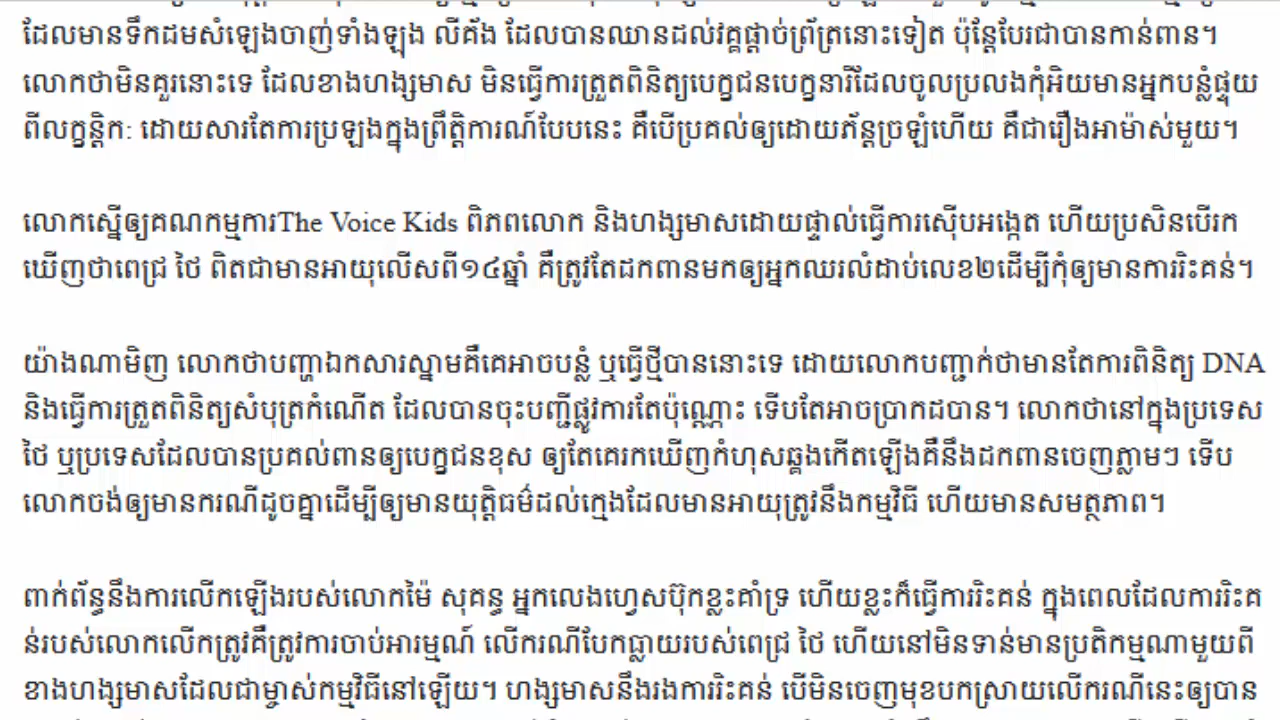 ដែលមានទឹកដមសំឡេងចាញ់ទាំងឡុង លីគ័ង ដែលបានឈានដល់វគ្គផ្ដាច់ព្រ័ត្រនោះទៀត ប៉ុន្តែបែរជាបានកាន់ពាន។
លោកថាមិនគួរនោះទេ ដែលខាងហង្សមាស មិនធ្វើការត្រួតពិនិត្យបេក្ខជនបេក្ខនារីដែលចូលប្រលងកុំអិយមានអ្នកបន្លំផ្ទុយ
ពីលក្ខន្តិកៈ ដោយសារតែការប្រឡងក្នុងព្រឹត្តិការណ៍បែបនេះ គឺបើប្រគល់ឲ្យដោយភ័ន្តច្រឡំហើយ គឺជារឿងអាម៉ាស់មួយ។
លោកស្នើឲ្យគណកម្មការThe Voice Kids ពិភពលោក និងហង្សមាសដោយផ្ទាល់ធ្វើការស៊ើបអង្កេត ហើយប្រសិនបើរក
ឃើញថាពេជ្រ ថៃ ពិតជាមានអាយុលើសពី១៤ឆ្នាំ គឺត្រូវតែដកពានមកឲ្យអ្នកឈរលំដាប់លេខ២ដើម្បីកុំឲ្យមានការរិះគន់។
យ៉ាងណាមិញ លោកថាបញ្ហាឯកសារស្នាមគឺគេអាចបន្លំ ឬធ្វើថ្មីបាននោះទេ ដោយលោកបញ្ជាក់ថាមានតែការពិនិត្យ DNA
និងធ្វើការត្រួតពិនិត្យសំបុត្រកំណើត ដែលបានចុះបញ្ជីផ្លូវការតែប៉ុណ្ណោះ ទើបតែអាចប្រាកដបាន។ លោកថានៅក្នុងប្រទេស
ថៃ ឬប្រទេសដែលបានប្រគល់ពានឲ្យបេក្ខជនខុស ឲ្យតែគេរកឃើញកំហុសឆ្គងកើតឡើងគឺនឹងដកពានចេញភ្លាមៗ ទើប
លោកចង់ឲ្យមានករណីដូចគ្នាដើម្បីឲ្យមានយុត្តិធម៌ដល់ក្មេងដែលមានអាយុត្រូវនឹងកម្មវិធី ហើយមានសមត្ថភាព។
ពាក់ព័ន្ធនឹងការលើកឡើងរបស់លោកម៉ៃ សុគន្ធ អ្នកលេងហ្វេសប៊ុកខ្លះគាំទ្រ ហើយខ្លះក៏ធ្វើការរិះគន់ ក្នុងពេលដែលការរិះគ
ន់របស់លោកលើកត្រូវគឺត្រូវការចាប់អារម្មណ៍ លើករណីបែកធ្លាយរបស់ពេជ្រ ថៃ ហើយនៅមិនទាន់មានប្រតិកម្មណាមួយពី
ខាងហង្សមាសដែលជាម្ចាស់កម្មវិធីនៅឡើយ។ ហង្សមាសនឹងរងការរិះគន់ បើមិនចេញមុខបកស្រាយលើករណីនេះឲ្យបាន